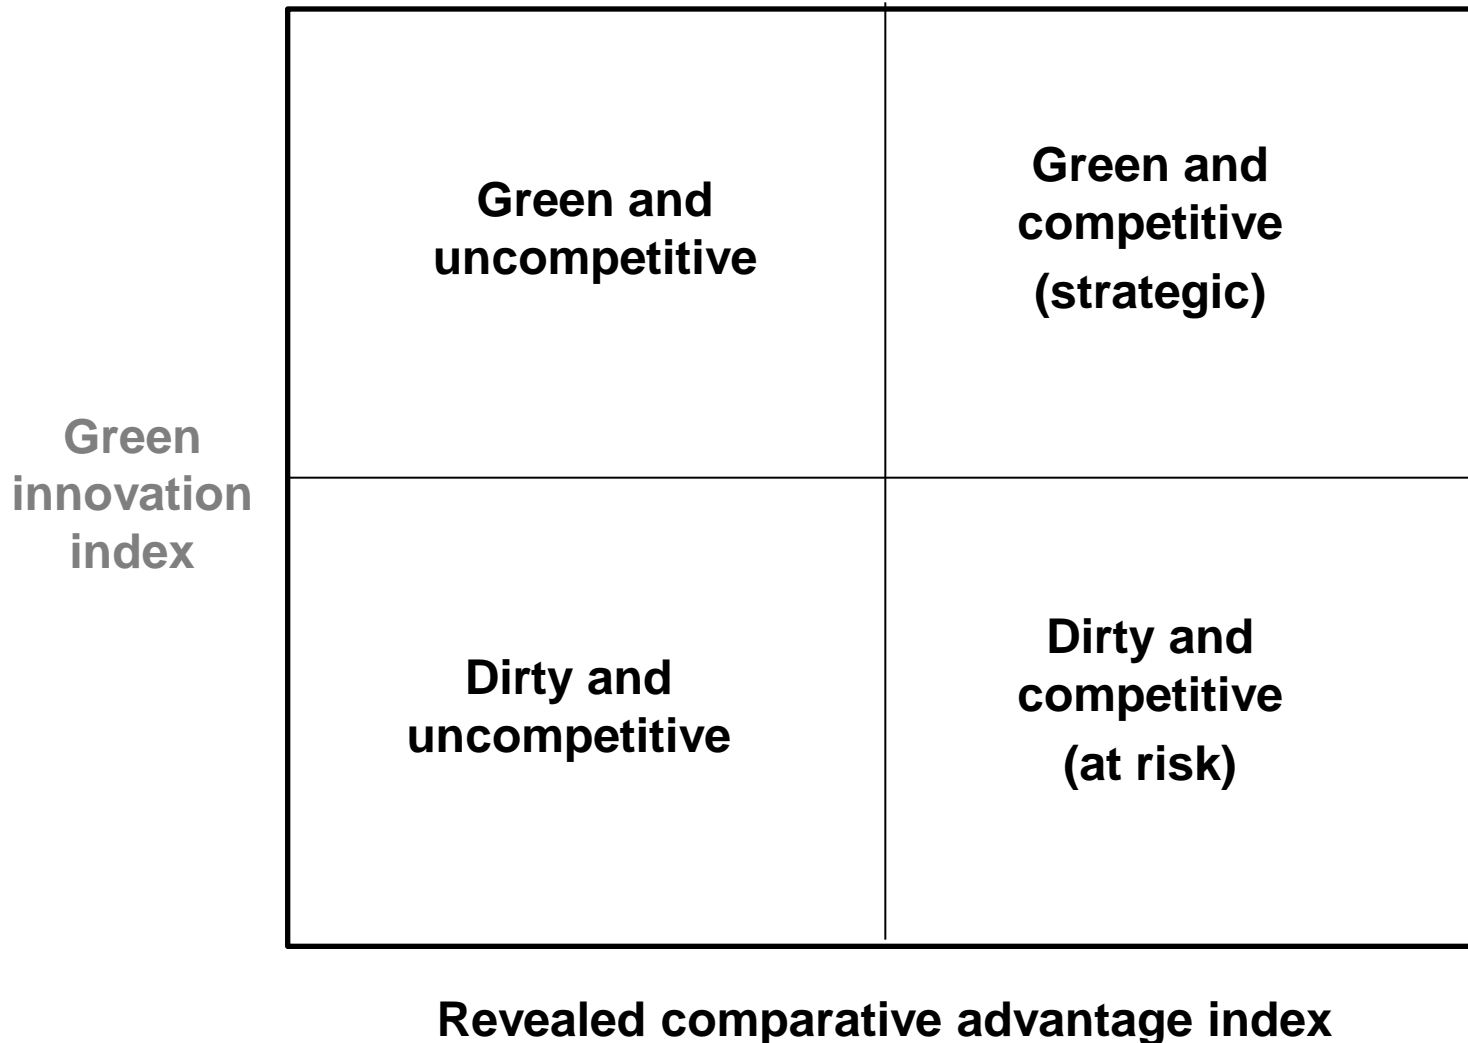 Green and
uncompetitive
Green and
competitive
(strategic)
Green
innovation
index
Dirty and
uncompetitive
Dirty and
competitive
(at risk)
Revealed comparative advantage index